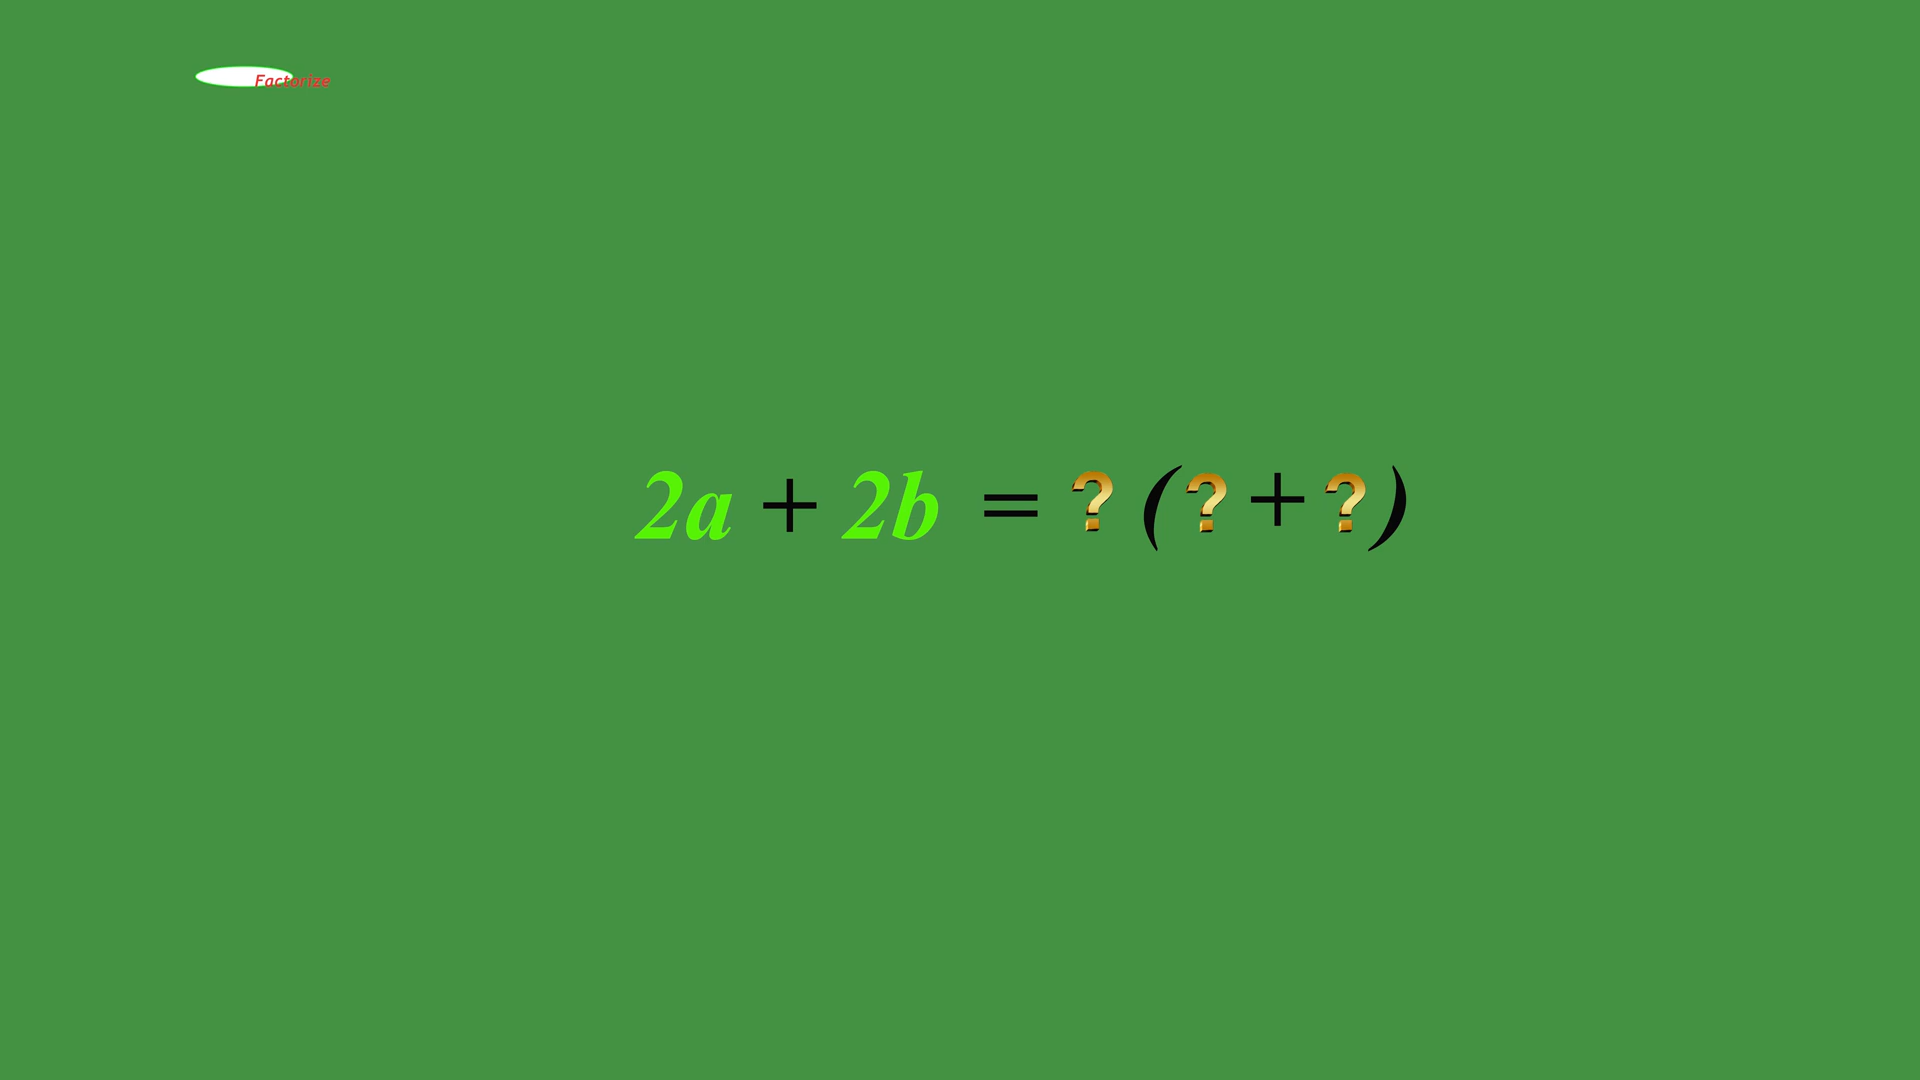 Factorize
2a + 2b = ? (? + ?)